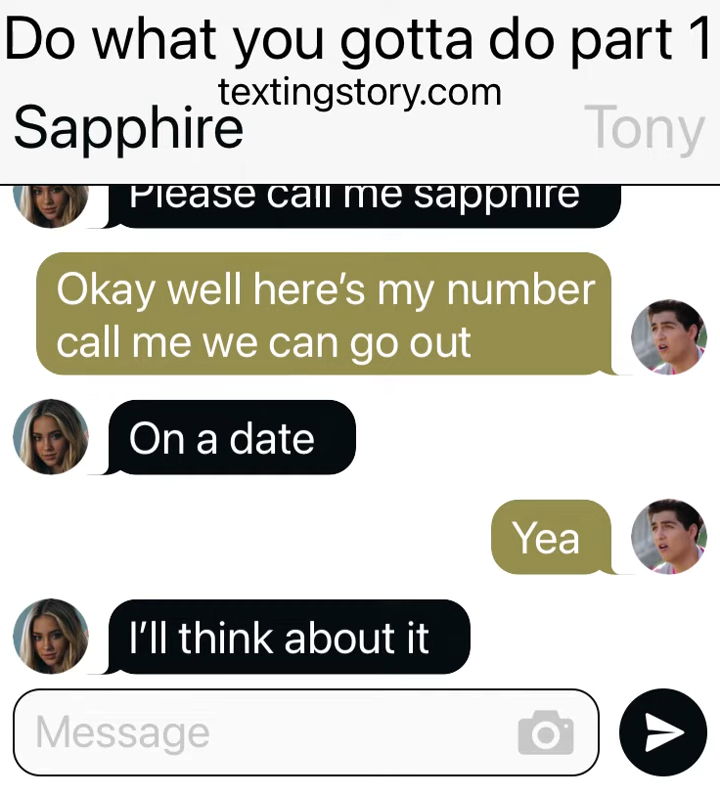 Do what you gotta do part 1
textingstory.com
Sapphire
Tony
Please call me sapphire
Okay well here's my number
call me we can go out
On a date
Yea
I'll think about it
Message